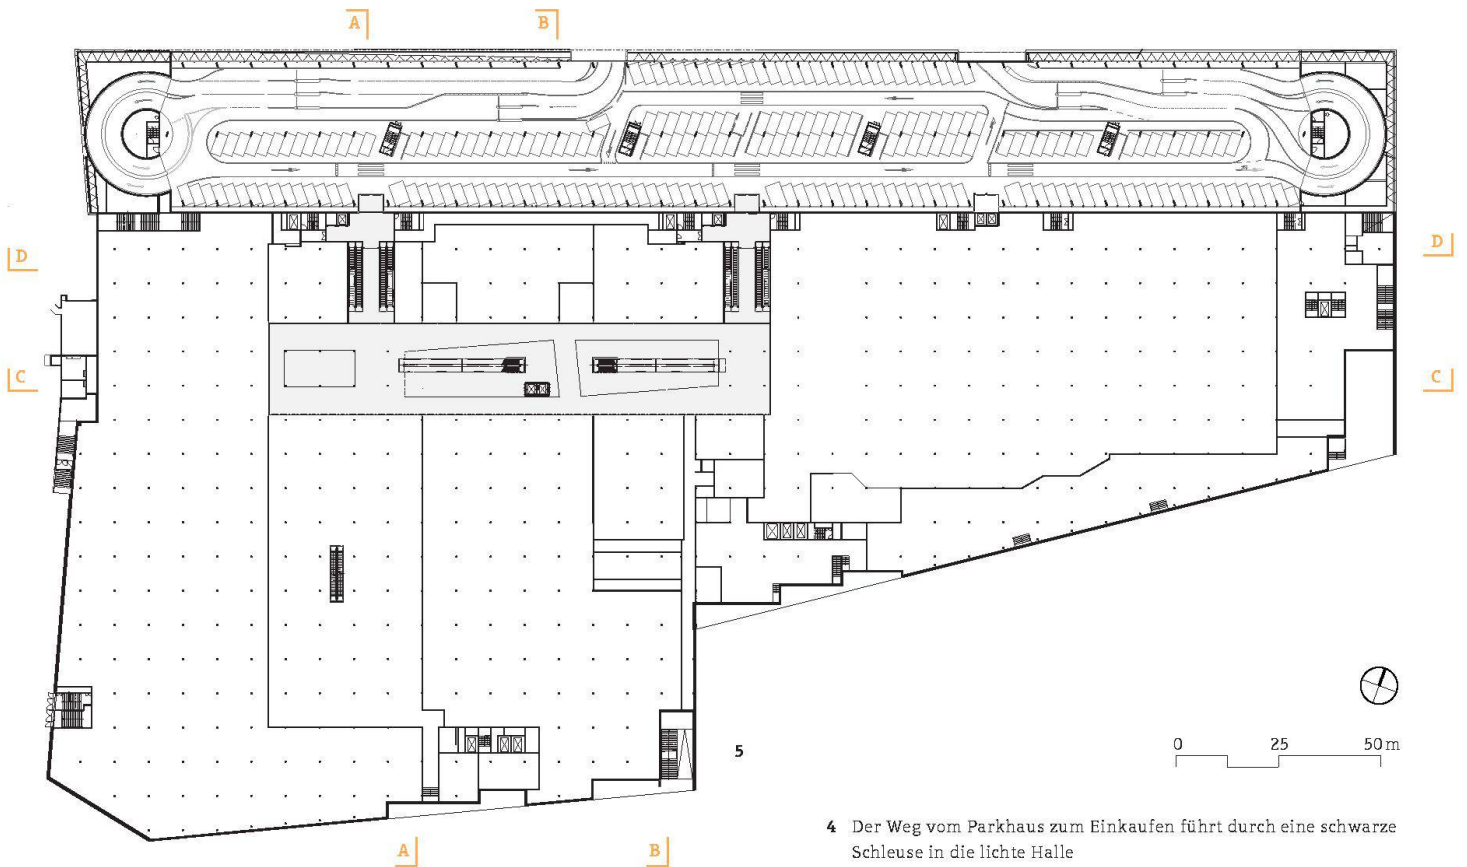 A
B
D
D
C
C
5
0 25 50 m
4 Der Weg vom Parkhaus zum Einkaufen führt durch eine schwarze
Schleuse in die lichte Halle
A
B